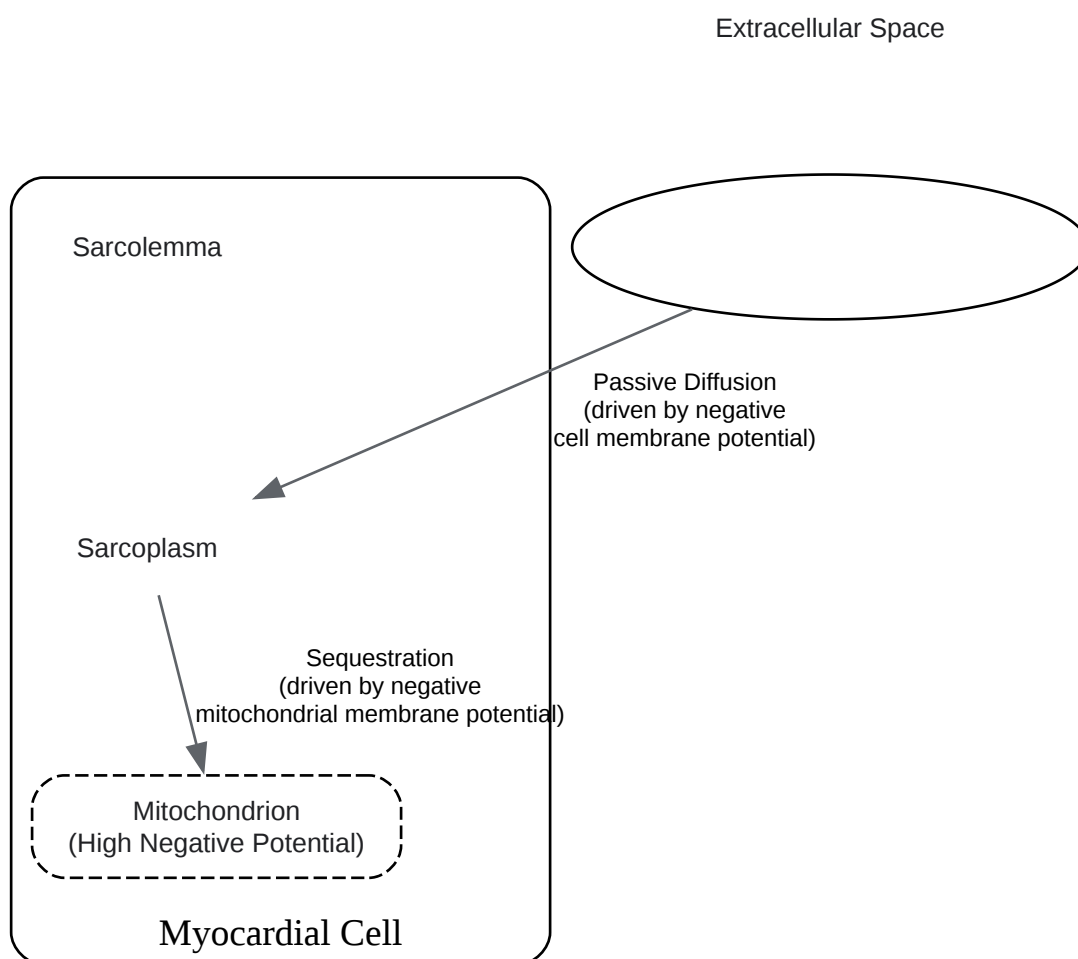 Extracellular Space
Sarcolemma
Passive Diffusion
(driven by negative
cell membrane potential)
Sarcoplasm
Sequestration
(driven by negative
mitochondrial membrane potential)
Mitochondrion
(High Negative Potential)
Myocardial Cell